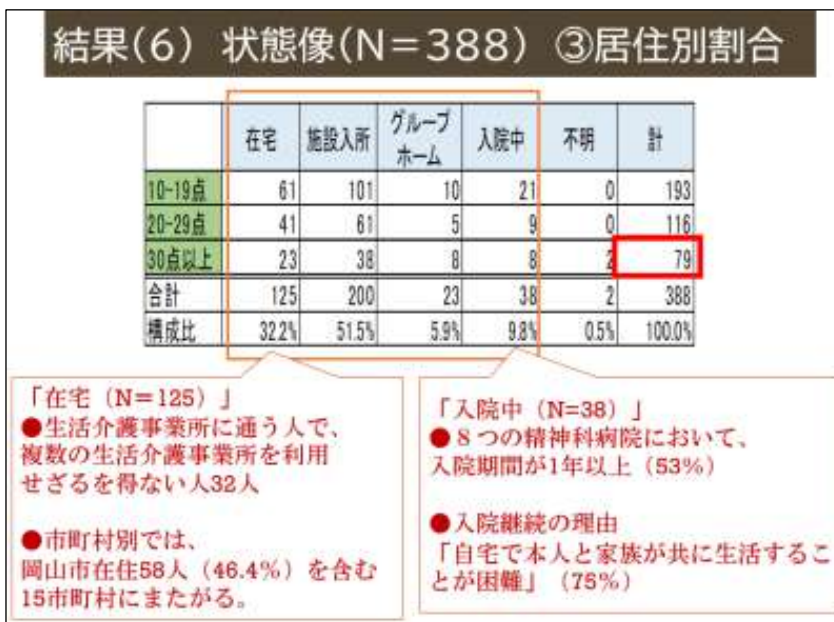 結果(6) 状態像(N=388) ③居住別割合
在宅 施設入所 グループホーム 入院中 不明 計
10-19点 61 101 10 21 0 193
20-29点 41 61 5 9 0 116
30点以上 23 38 8 8 2 79
合計 125 200 23 38 2 388
構成比 32.2% 51.5% 5.9% 9.8% 0.5% 100.0%
「在宅(N=125)」
●生活介護事業所に通う人で、
複数の生活介護事業所を利用
せざるを得ない人32人
●市町村別では、
岡山市在住58人(46.4%)を含む
15市町村にまたがる。
「入院中(N=38)」
●8つの精神科病院において、
入院期間が1年以上(53%)
●入院継続の理由
「自宅で本人と家族が共に生活するこ
とが困難」(75%)